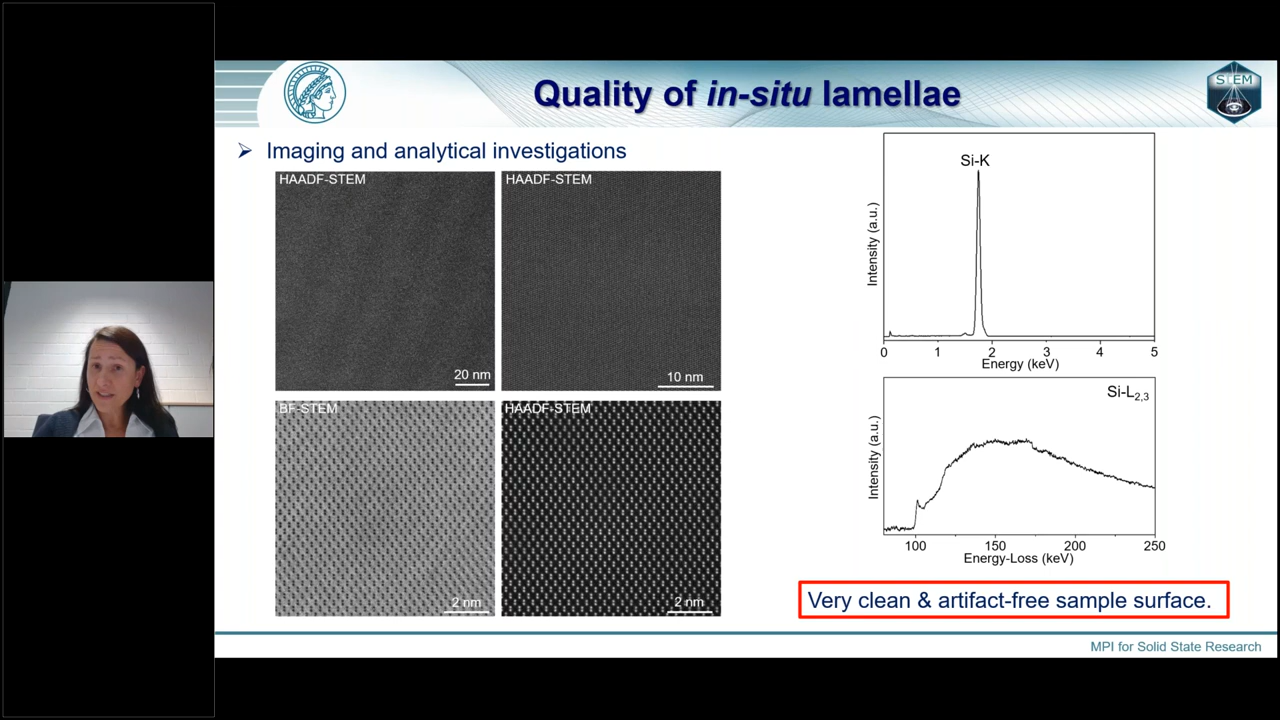 Quality of in-situ lamellae
STEM
➢ Imaging and analytical investigations
HAADF-STEM
20 nm
HAADF-STEM
10 nm
BF-STEM
2 nm
HAADF-STEM
2 nm
Si-K
Intensity (a.u.)
0 1 2 3 4 5
Energy (keV)
Si-L2,3
Intensity (a.u.)
100 150 200 250
Energy-Loss (keV)
Very clean & artifact-free sample surface.
MPI for Solid State Research